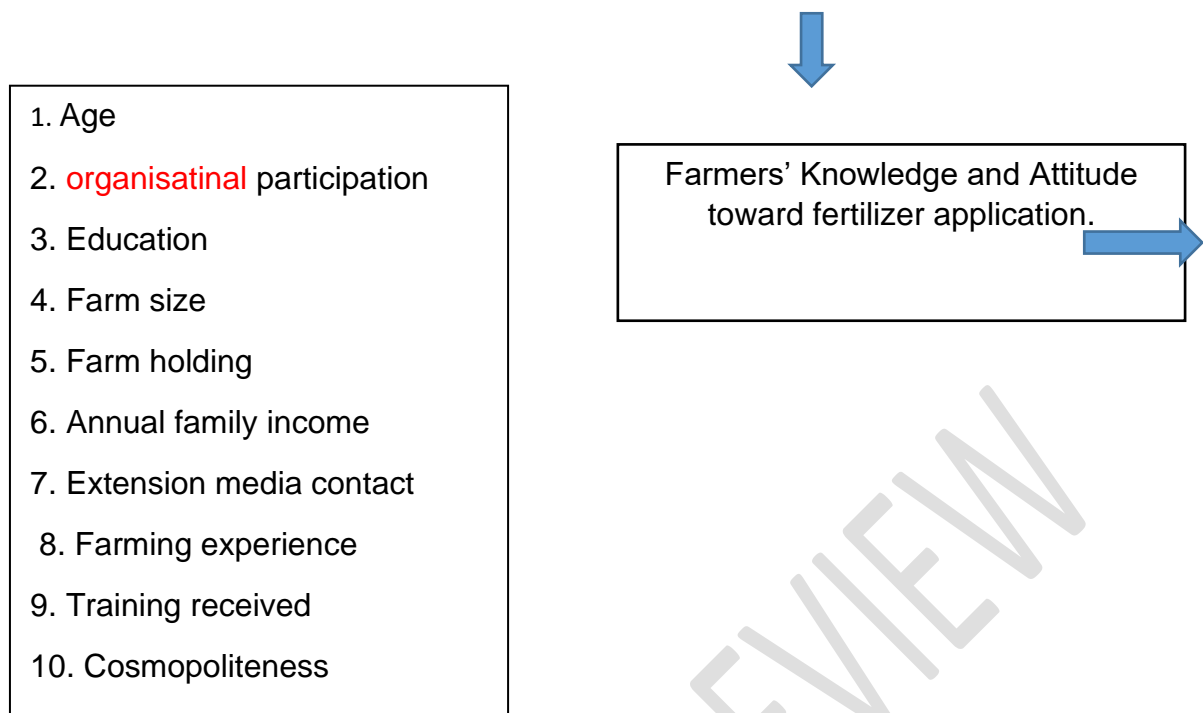 1. Age
2. organisatinal participation
3. Education
4. Farm size
5. Farm holding
6. Annual family income
7. Extension media contact
8. Farming experience
9. Training received
10. Cosmopoliteness
Farmers’ Knowledge and Attitude
toward fertilizer application.
EVIEW